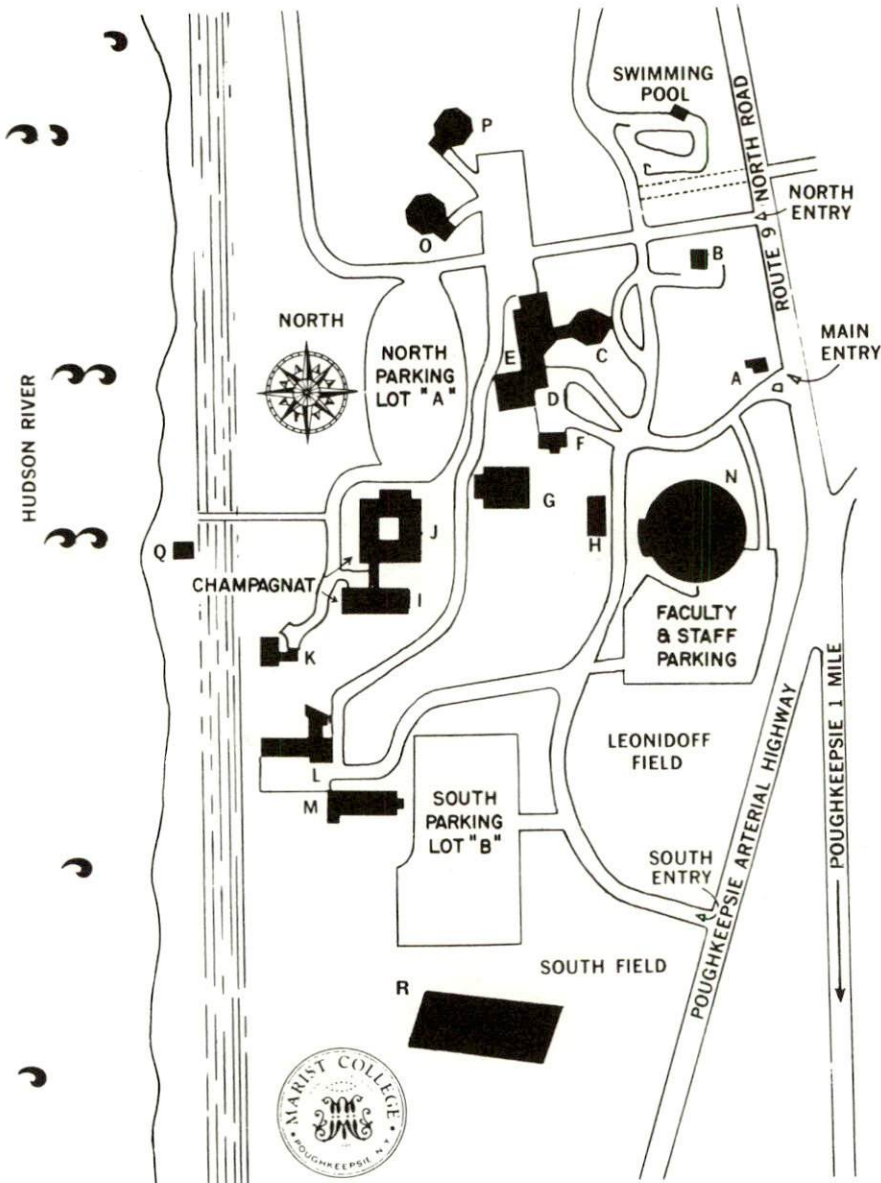 SWIMMING
POOL
P
O
NORTH
ENTRY
B
ROUTE 9 NORTH ROAD
NORTH
NORTH
PARKING
LOT "A"
E
C
MAIN
ENTRY
A
D
F
HUDSON RIVER
N
G
J
H
Q
CHAMPAGNAT
I
FACULTY
& STAFF
PARKING
K
POUGHKEEPSIE 1 MILE
LEONIDOFF
FIELD
L
M
SOUTH
PARKING
LOT "B"
SOUTH
ENTRY
POUGHKEEPSIE ARTERIAL HIGHWAY
SOUTH FIELD
R
MARIST COLLEGE
• POUGHKEEPSIE, N.Y. •